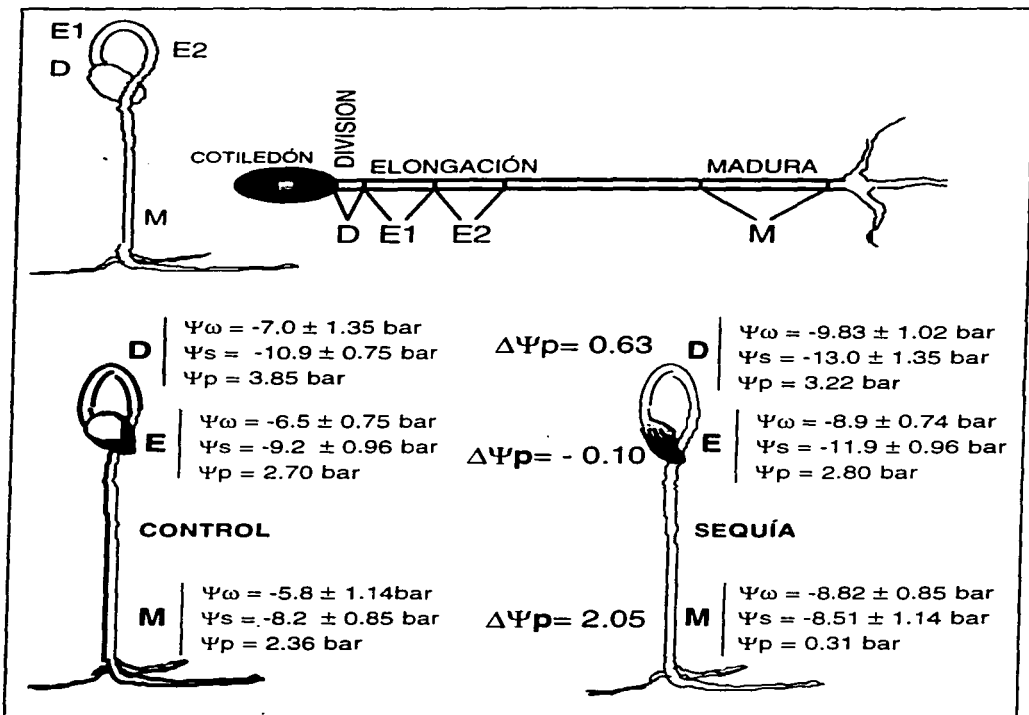 E1
E2
D
M
COTILEDÓN
DIVISION
ELONGACIÓN
MADURA
D
E1
E2
M
D
Ψω = -7.0 ± 1.35 bar
Ψs = -10.9 ± 0.75 bar
Ψp = 3.85 bar
ΔΨp= 0.63
D
Ψω = -9.83 ± 1.02 bar
Ψs = -13.0 ± 1.35 bar
Ψp = 3.22 bar
E
Ψω = -6.5 ± 0.75 bar
Ψs = -9.2 ± 0.96 bar
Ψp = 2.70 bar
ΔΨp= - 0.10
E
Ψω = -8.9 ± 0.74 bar
Ψs = -11.9 ± 0.96 bar
Ψp = 2.80 bar
CONTROL
SEQUÍA
M
Ψω = -5.8 ± 1.14bar
Ψs = -8.2 ± 0.85 bar
Ψp = 2.36 bar
ΔΨp= 2.05
M
Ψω = -8.82 ± 0.85 bar
Ψs = -8.51 ± 1.14 bar
Ψp = 0.31 bar